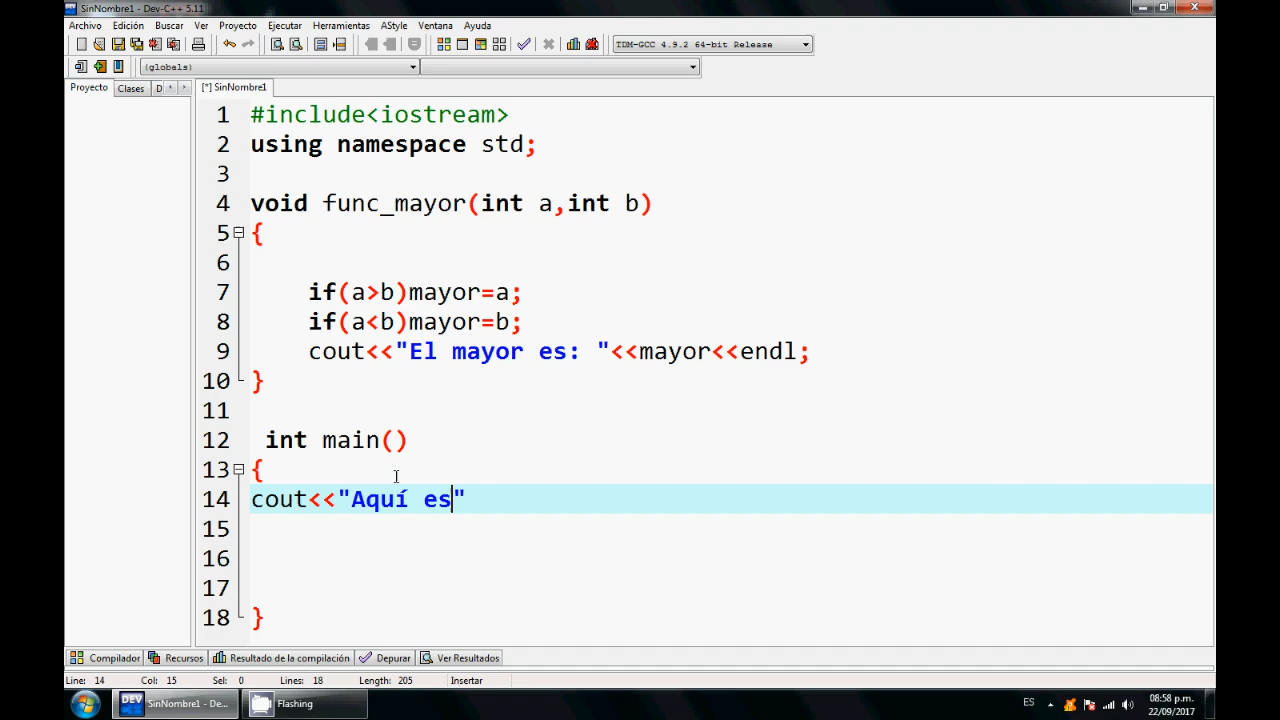 SinNombre1 - Dev-C++ 5.11
Archivo Edición Buscar Ver Proyecto Ejecutar Herramientas AStyle Ventana Ayuda
TDM-GCC 4.9.2 64-bit Release
(globals)
Proyecto Clases D [*] SinNombre1
1 #include<iostream>
2 using namespace std;
3
4 void func_mayor(int a,int b)
5 {
6
7 if(a>b)mayor=a;
8 if(a<b)mayor=b;
9 cout<<"El mayor es: "<<mayor<<endl;
10 }
11
12 int main()
13 {
14 cout<<"Aquí es"
15
16
17
18 }
Compilador Recursos Resultado de la compilación Depurar Ver Resultados
Line: 14 Col: 15 Sel: 0 Lines: 18 Length: 205 Insertar
DEV SinNombre1 - De... Flashing ES 08:58 p.m.
22/09/2017